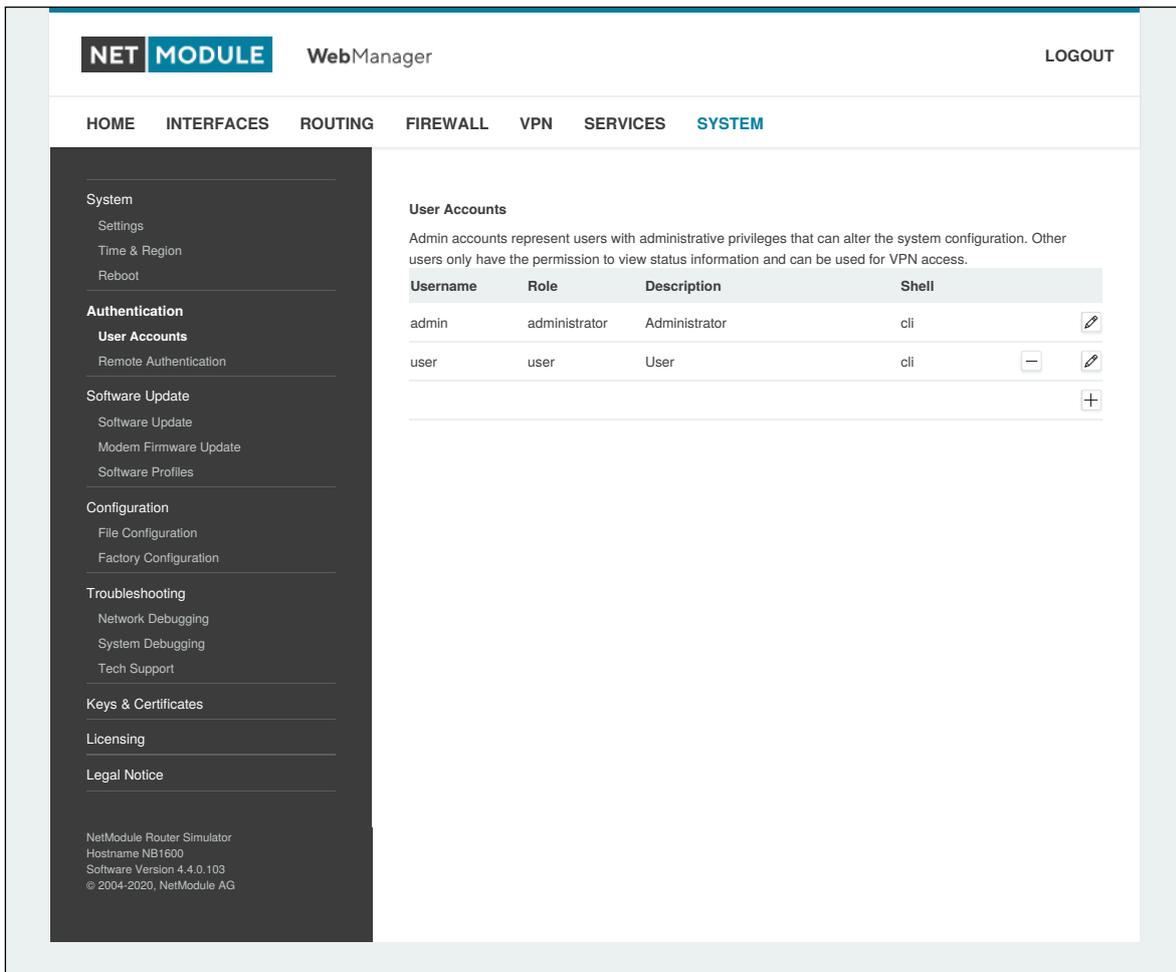 NET MODULE WebManager LOGOUT
HOME INTERFACES ROUTING FIREWALL VPN SERVICES SYSTEM
System
Settings
Time & Region
Reboot
Authentication
User Accounts
Remote Authentication
Software Update
Software Update
Modem Firmware Update
Software Profiles
Configuration
File Configuration
Factory Configuration
Troubleshooting
Network Debugging
System Debugging
Tech Support
Keys & Certificates
Licensing
Legal Notice
NetModule Router Simulator
Hostname NB1600
Software Version 4.4.0.103
© 2004-2020, NetModule AG
User Accounts
Admin accounts represent users with administrative privileges that can alter the system configuration. Other
users only have the permission to view status information and can be used for VPN access.
Username Role Description Shell
admin administrator Administrator cli
user user User cli